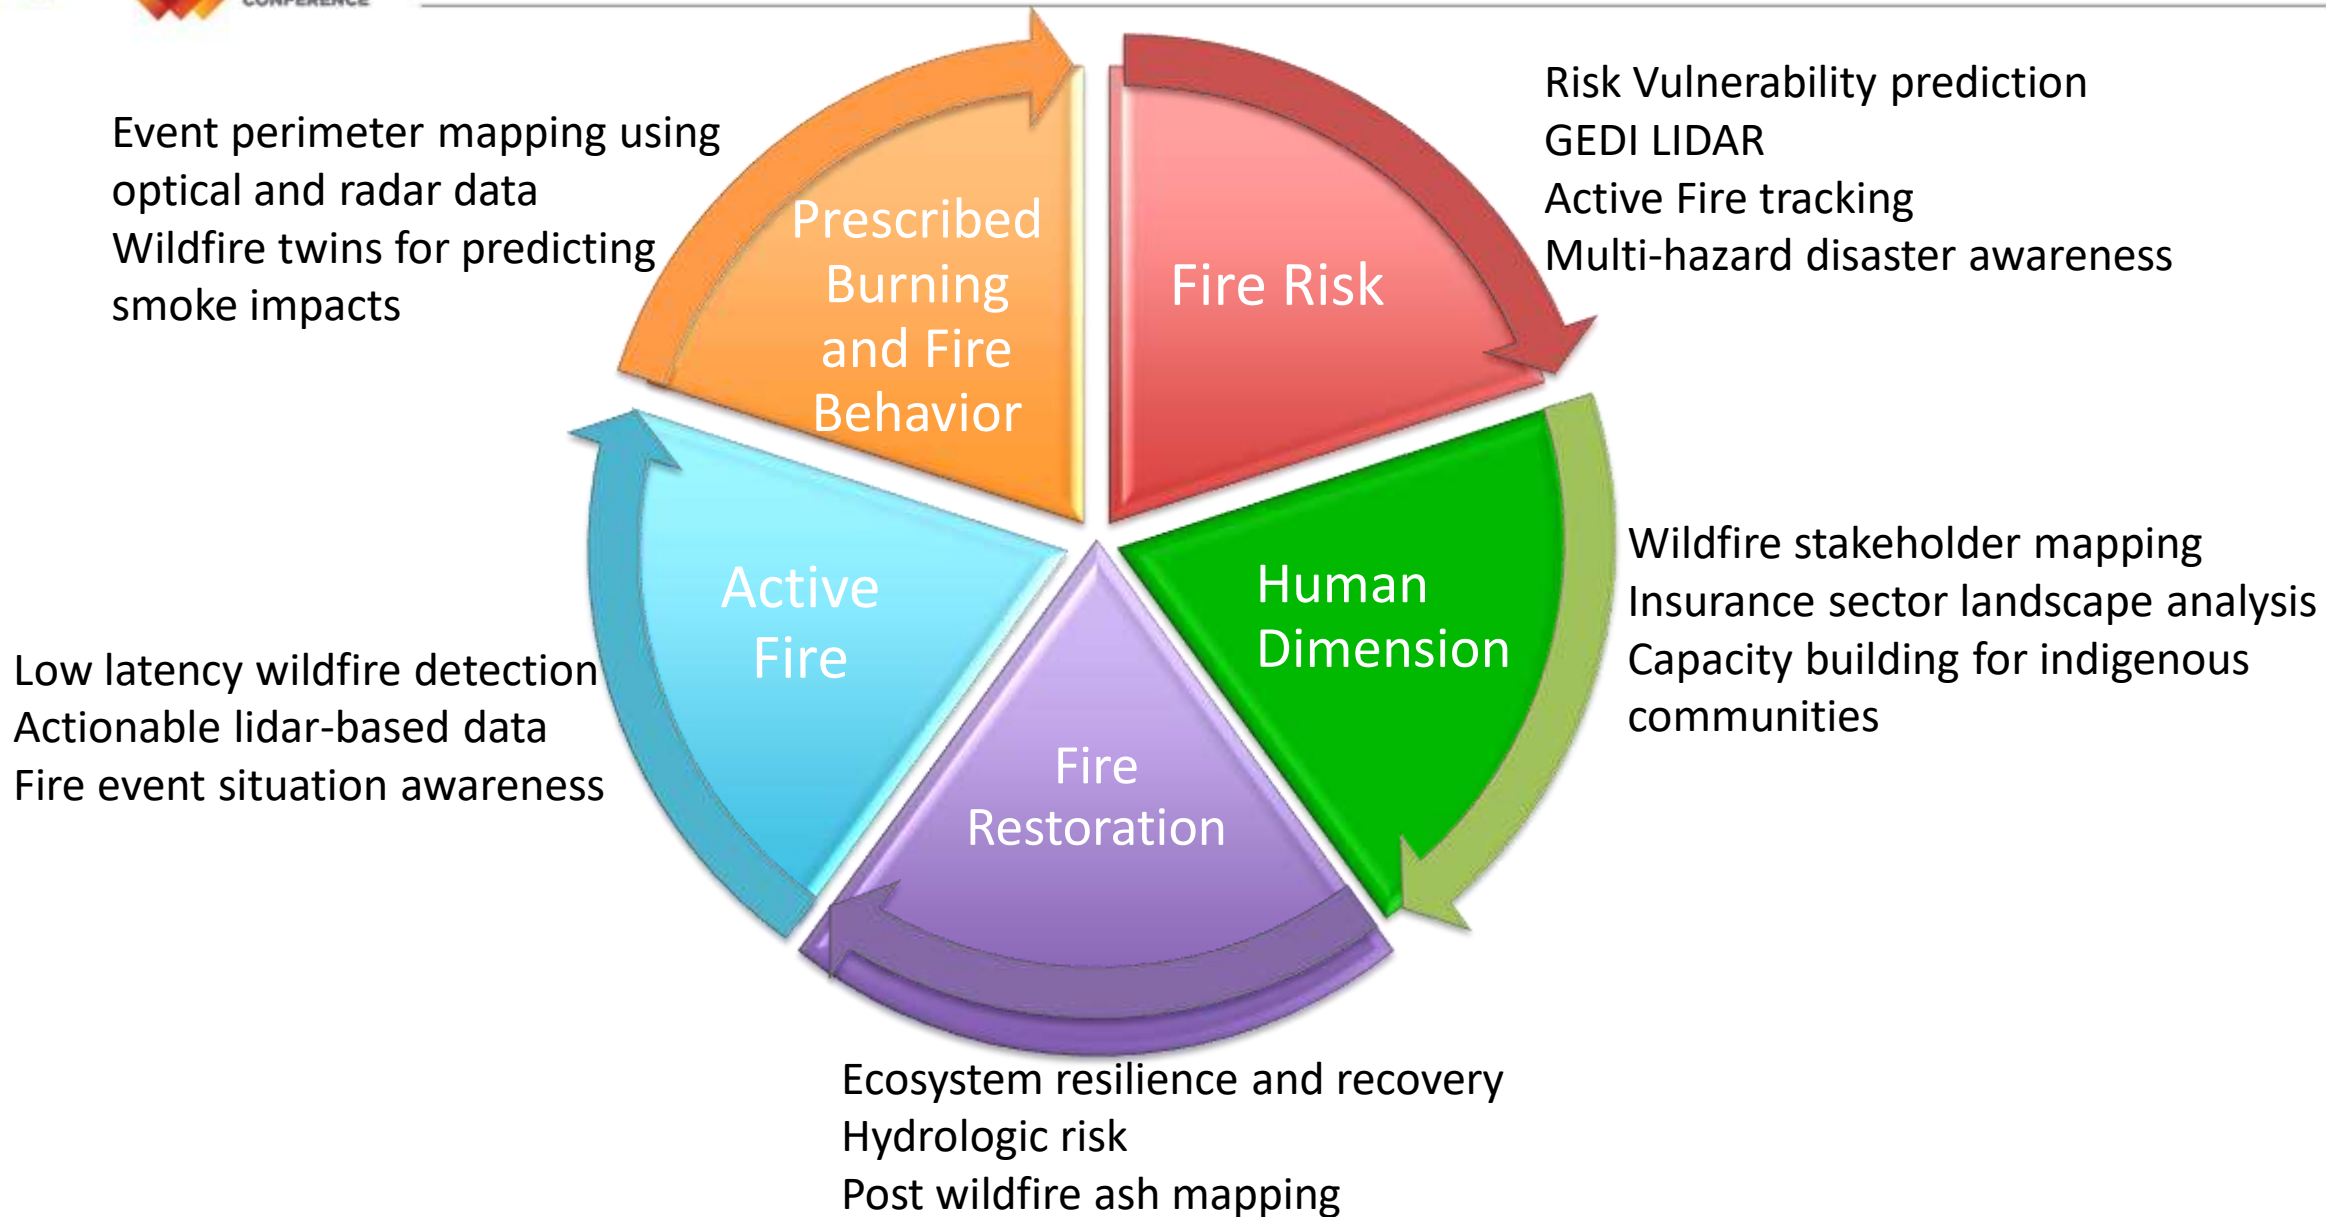 CONFERENCE
Event perimeter mapping using
optical and radar data
Wildfire twins for predicting
smoke impacts
Prescribed
Burning
and Fire
Behavior
Fire Risk
Risk Vulnerability prediction
GEDI LIDAR
Active Fire tracking
Multi-hazard disaster awareness
Human
Dimension
Wildfire stakeholder mapping
Insurance sector landscape analysis
Capacity building for indigenous
communities
Fire
Restoration
Ecosystem resilience and recovery
Hydrologic risk
Post wildfire ash mapping
Active
Fire
Low latency wildfire detection
Actionable lidar-based data
Fire event situation awareness